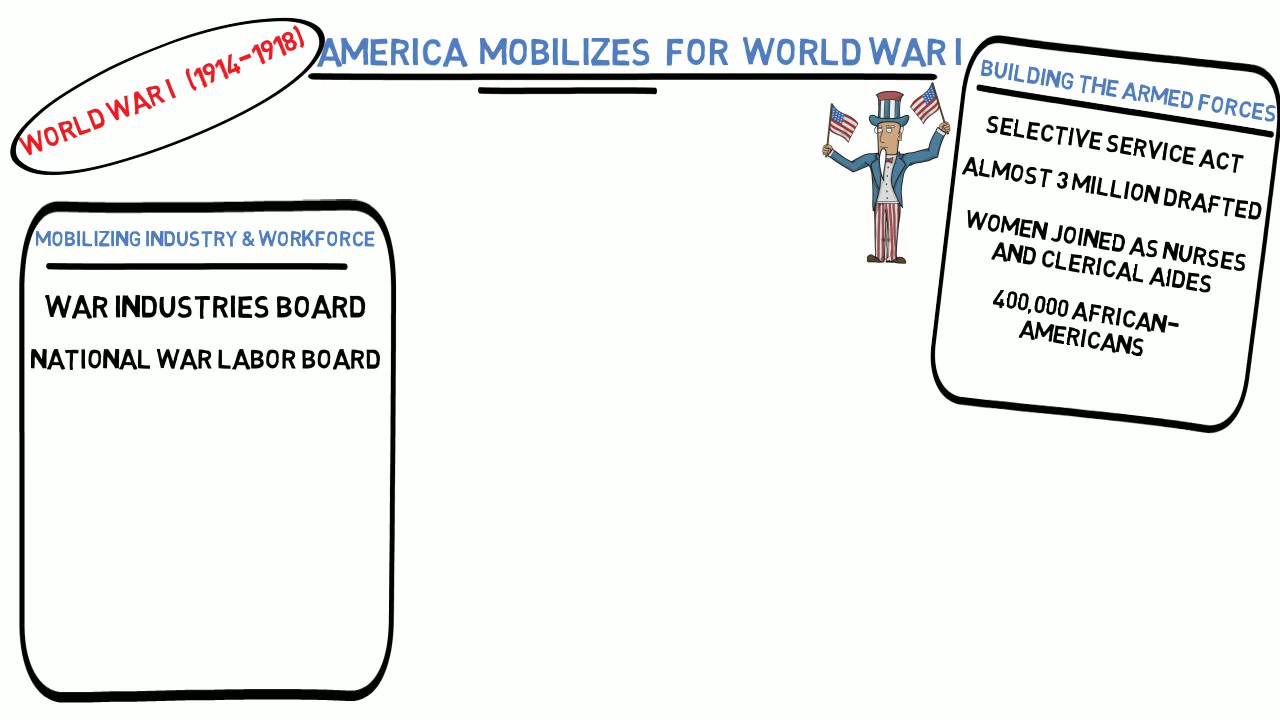 WORLD WAR I (1914-1918)
AMERICA MOBILIZES FOR WORLD WAR I
MOBILIZING INDUSTRY & WORKFORCE
WAR INDUSTRIES BOARD
NATIONAL WAR LABOR BOARD
BUILDING THE ARMED FORCES
SELECTIVE SERVICE ACT
ALMOST 3 MILLION DRAFTED
WOMEN JOINED AS NURSES
AND CLERICAL AIDES
400,000 AFRICAN-
AMERICANS